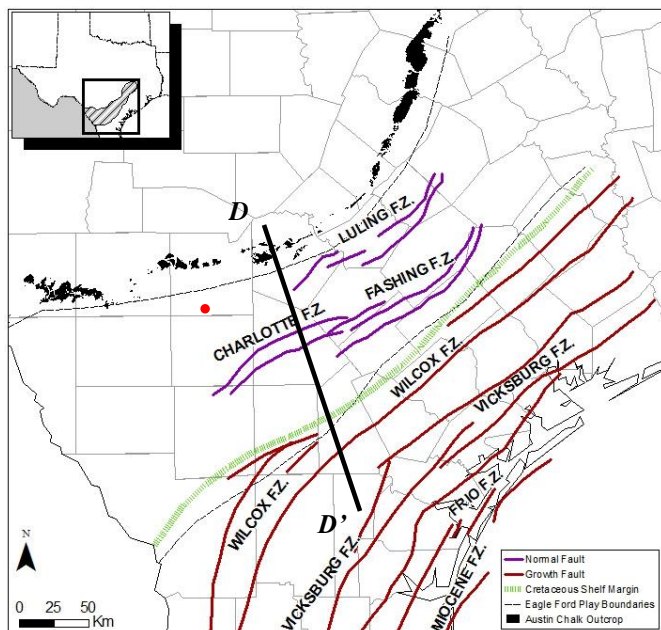 D
LULING F.Z.
FASHING F.Z.
CHARLOTTE F.Z.
WILCOX F.Z.
VICKSBURG F.Z.
WILCOX F.Z.
FRIO F.Z.
D’
VICKSBURG F.Z.
MIOCENE F.Z.
N
0 25 50
Km
Normal Fault
Growth Fault
Cretaceous Shelf Margin
Eagle Ford Play Boundaries
Austin Chalk Outcrop